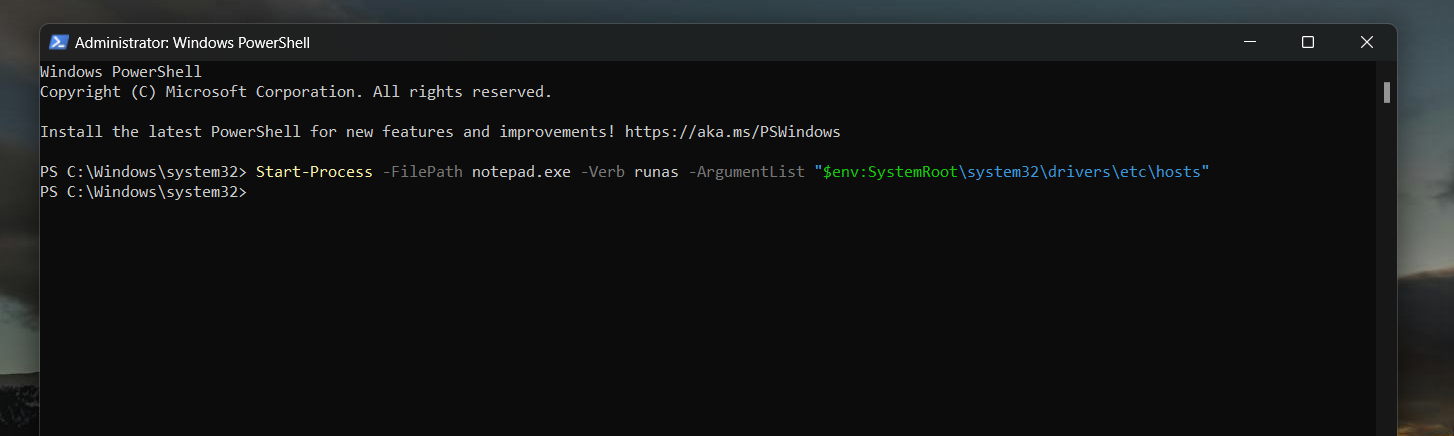 Administrator: Windows PowerShell
Windows PowerShell
Copyright (C) Microsoft Corporation. All rights reserved.
Install the latest PowerShell for new features and improvements! https://aka.ms/PSWindows
PS C:\Windows\system32> Start-Process -FilePath notepad.exe -Verb runas -ArgumentList "$env:SystemRoot\system32\drivers\etc\hosts"
PS C:\Windows\system32>